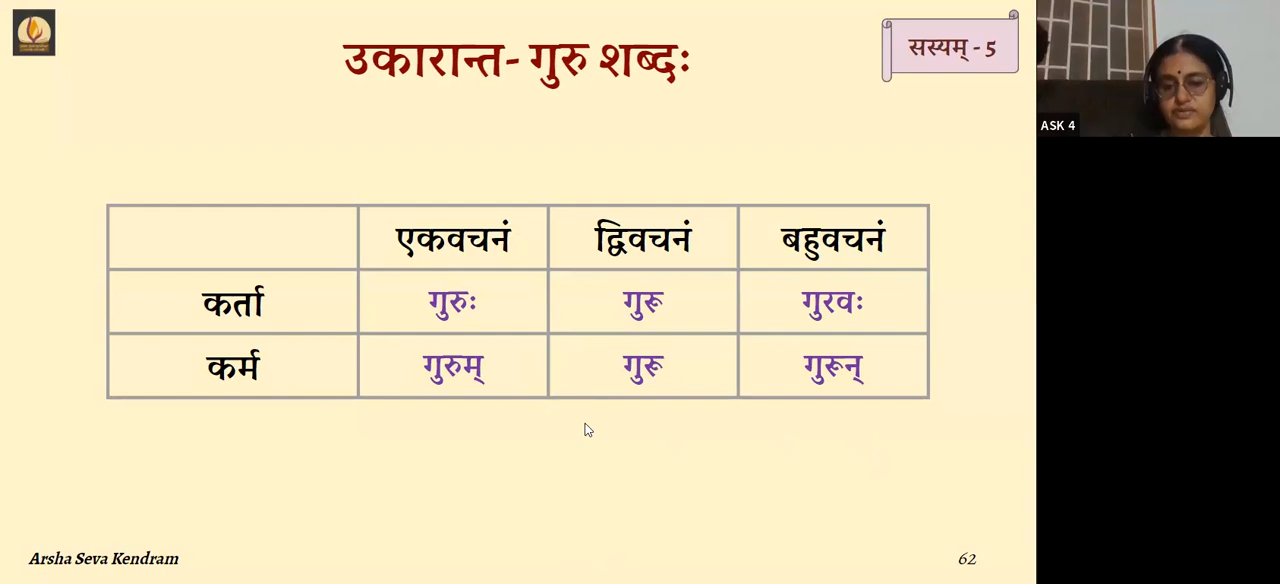 उकारान्त- गुरु शब्दः
सस्यम् - 5
ASK 4
एकवचनं द्विवचनं बहुवचनं
कर्ता गुरुः गुरू गुरवः
कर्म गुरुम् गुरू गुरून्
Arsha Seva Kendram
62